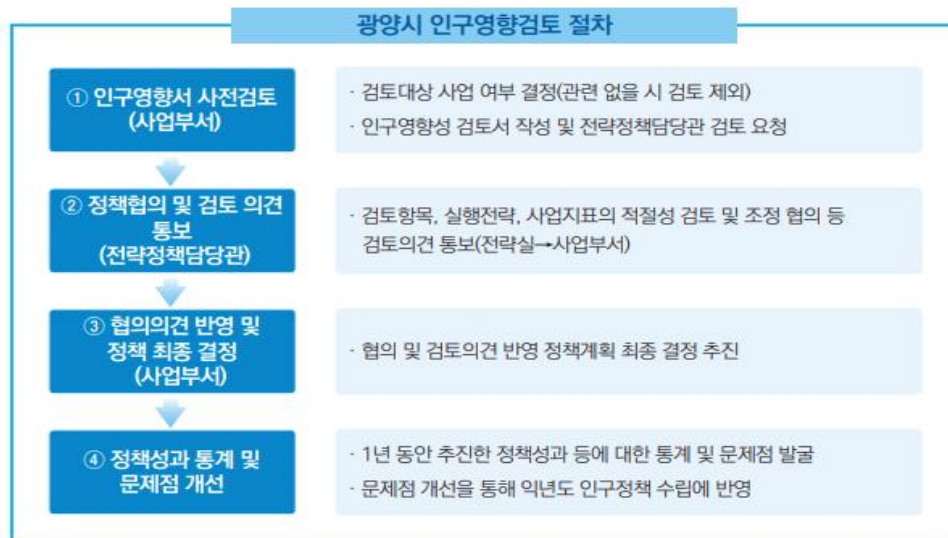 광양시 인구영향검토 절차
① 인구영향서 사전검토
(사업부서)
· 검토대상 사업 여부 결정(관련 없을 시 검토 제외)
· 인구영향성 검토서 작성 및 전략정책담당관 검토 요청
② 정책협의 및 검토 의견
통보
(전략정책담당관)
· 검토항목, 실행전략, 사업지표의 적절성 검토 및 조정 협의 등
검토의견 통보(전략실→사업부서)
③ 협의의견 반영 및
정책 최종 결정
(사업부서)
· 협의 및 검토의견 반영 정책계획 최종 결정 추진
④ 정책성과 통계 및
문제점 개선
· 1년 동안 추진한 정책성과 등에 대한 통계 및 문제점 발굴
· 문제점 개선을 통해 익년도 인구정책 수립에 반영